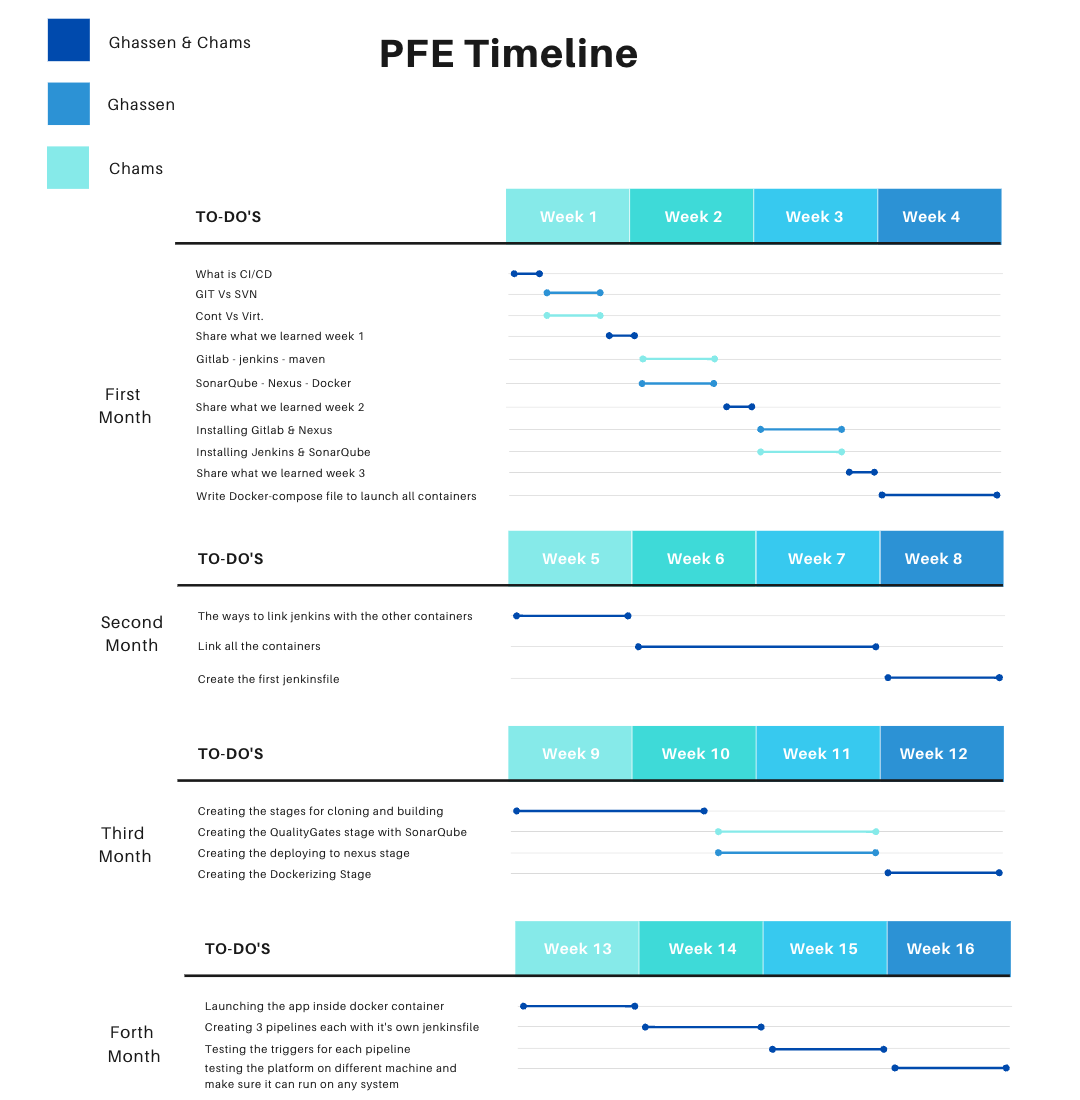 Ghassen & Chams
PFE Timeline
Ghassen
Chams
TO-DO'S Week 1 Week 2 Week 3 Week 4
What is CI/CD
GIT Vs SVN
Cont Vs Virt.
Share what we learned week 1
Gitlab - jenkins - maven
SonarQube - Nexus - Docker
First
Month
Share what we learned week 2
Installing Gitlab & Nexus
Installing Jenkins & SonarQube
Share what we learned week 3
Write Docker-compose file to launch all containers
TO-DO'S Week 5 Week 6 Week 7 Week 8
Second
Month
The ways to link jenkins with the other containers
Link all the containers
Create the first jenkinsfile
TO-DO'S Week 9 Week 10 Week 11 Week 12
Third
Month
Creating the stages for cloning and building
Creating the QualityGates stage with SonarQube
Creating the deploying to nexus stage
Creating the Dockerizing Stage
TO-DO'S Week 13 Week 14 Week 15 Week 16
Forth
Month
Launching the app inside docker container
Creating 3 pipelines each with it's own jenkinsfile
Testing the triggers for each pipeline
testing the platform on different machine and
make sure it can run on any system